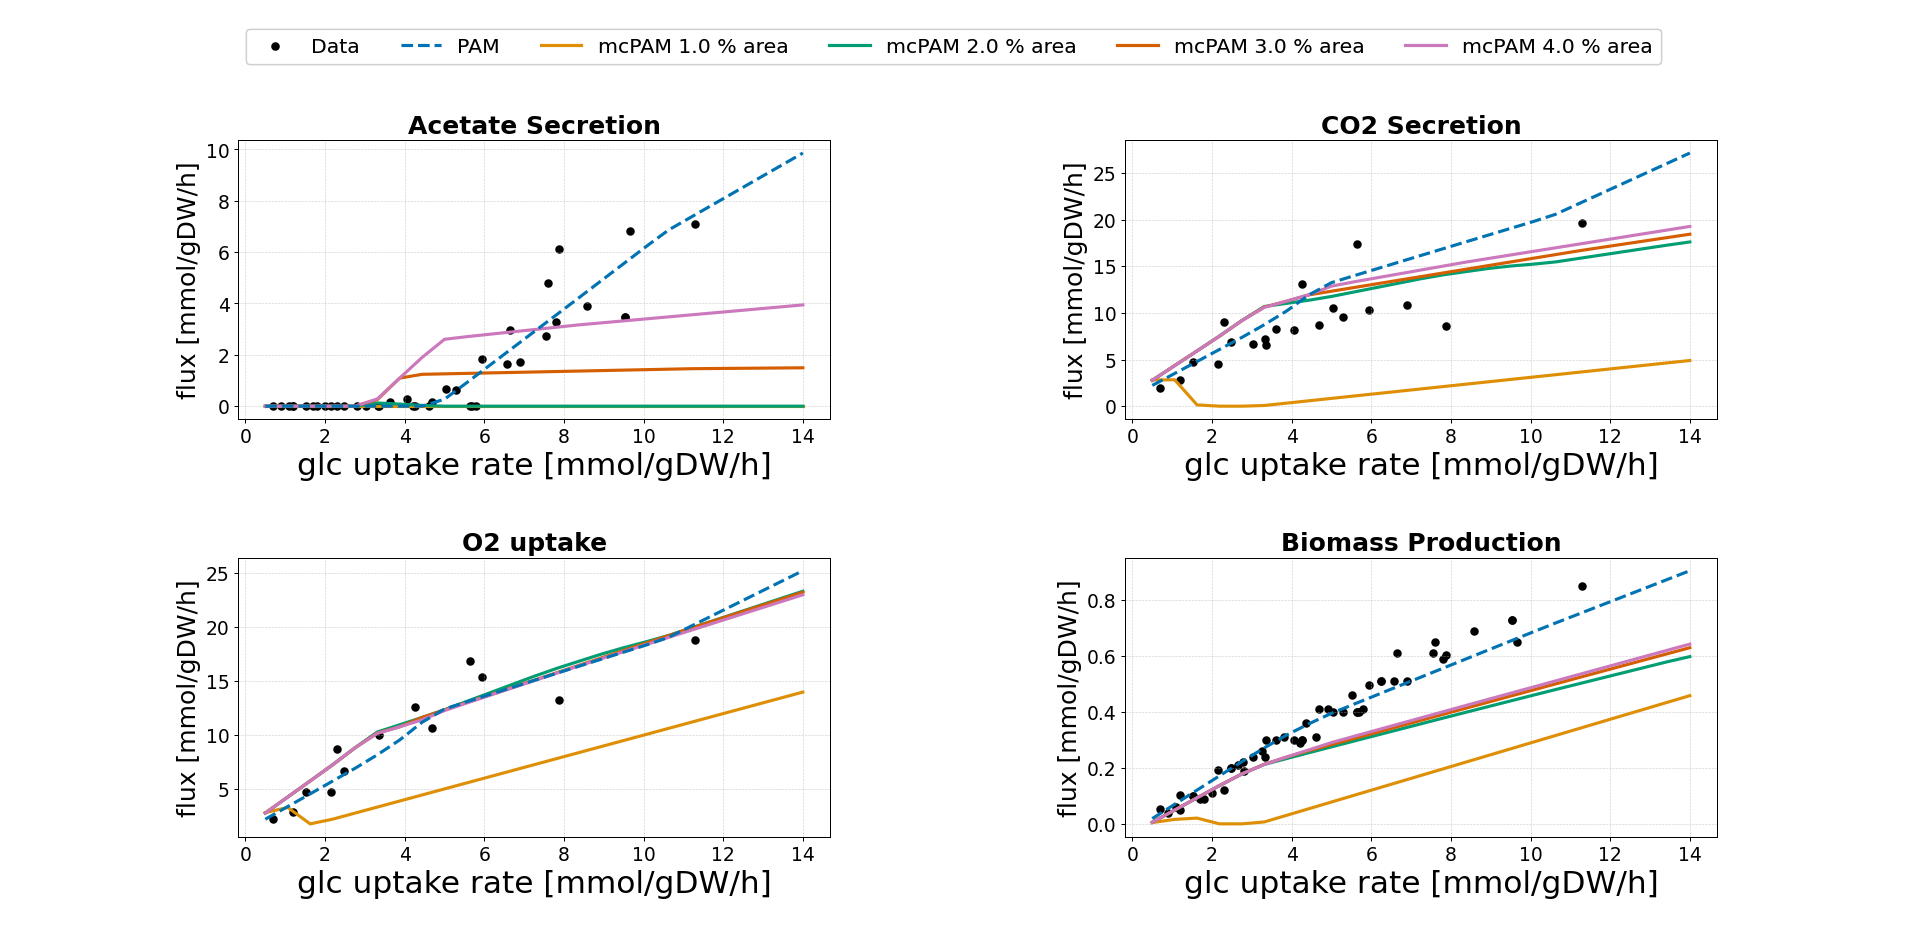 Data PAM mcPAM 1.0 % area mcPAM 2.0 % area mcPAM 3.0 % area mcPAM 4.0 % area
Acetate Secretion
flux [mmol/gDW/h]
10
8
6
4
2
0
0 2 4 6 8 10 12 14
glc uptake rate [mmol/gDW/h]
CO2 Secretion
flux [mmol/gDW/h]
25
20
15
10
5
0
0 2 4 6 8 10 12 14
glc uptake rate [mmol/gDW/h]
O2 uptake
flux [mmol/gDW/h]
25
20
15
10
5
0 2 4 6 8 10 12 14
glc uptake rate [mmol/gDW/h]
Biomass Production
flux [mmol/gDW/h]
0.8
0.6
0.4
0.2
0.0
0 2 4 6 8 10 12 14
glc uptake rate [mmol/gDW/h]